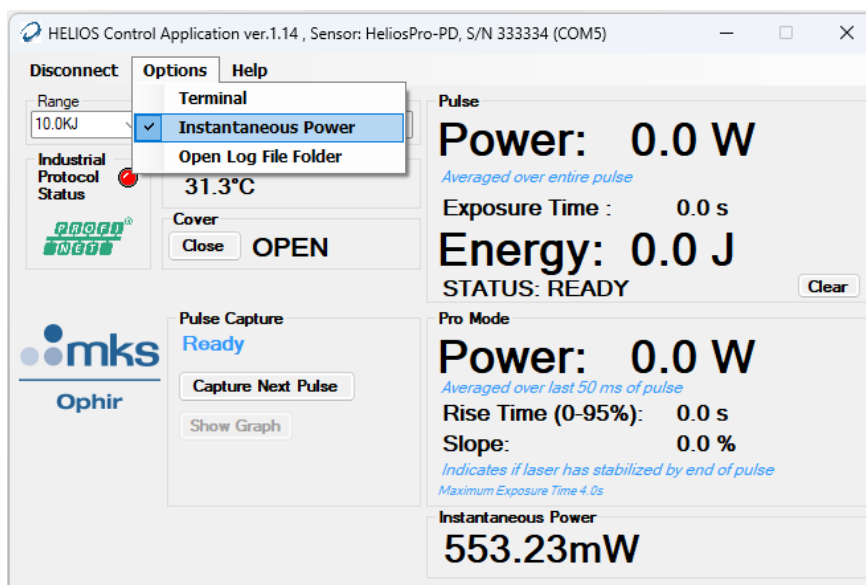 HELIOS Control Application ver.1.14 , Sensor: HeliosPro-PD, S/N 333334 (COM5)
Disconnect Options Help
Terminal
Instantaneous Power
Open Log File Folder
Range
10.0KJ
Industrial
Protocol
Status
PROFI
NET
31.3°C
Cover
Close OPEN
mks
Ophir
Pulse Capture
Ready
Capture Next Pulse
Show Graph
Pulse
Power: 0.0 W
Averaged over entire pulse
Exposure Time : 0.0 s
Energy: 0.0 J
STATUS: READY Clear
Pro Mode
Power: 0.0 W
Averaged over last 50 ms of pulse
Rise Time (0-95%): 0.0 s
Slope: 0.0 %
Indicates if laser has stabilized by end of pulse
Maximum Exposure Time 4.0s
Instantaneous Power
553.23mW